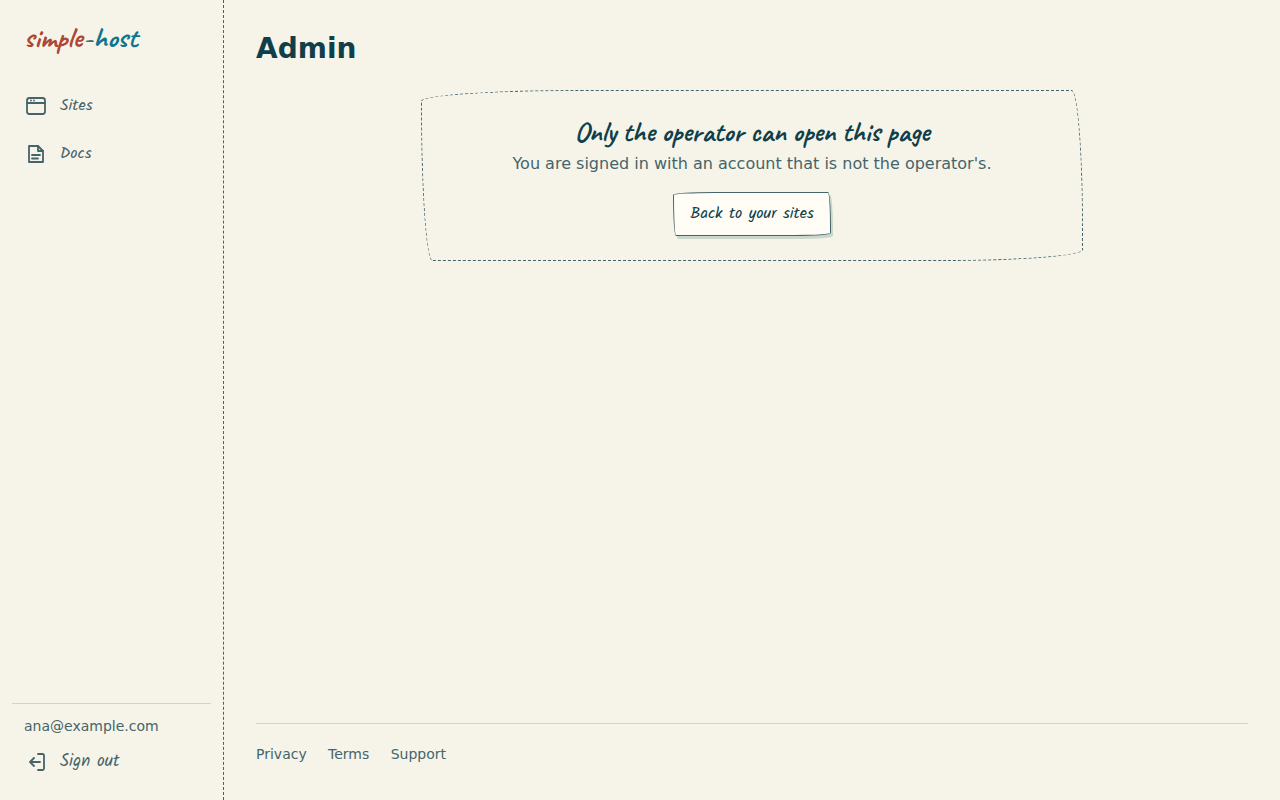 simple-host
Sites
Docs
ana@example.com
Sign out
Admin
Only the operator can open this page
You are signed in with an account that is not the operator's.
Back to your sites
Privacy Terms Support